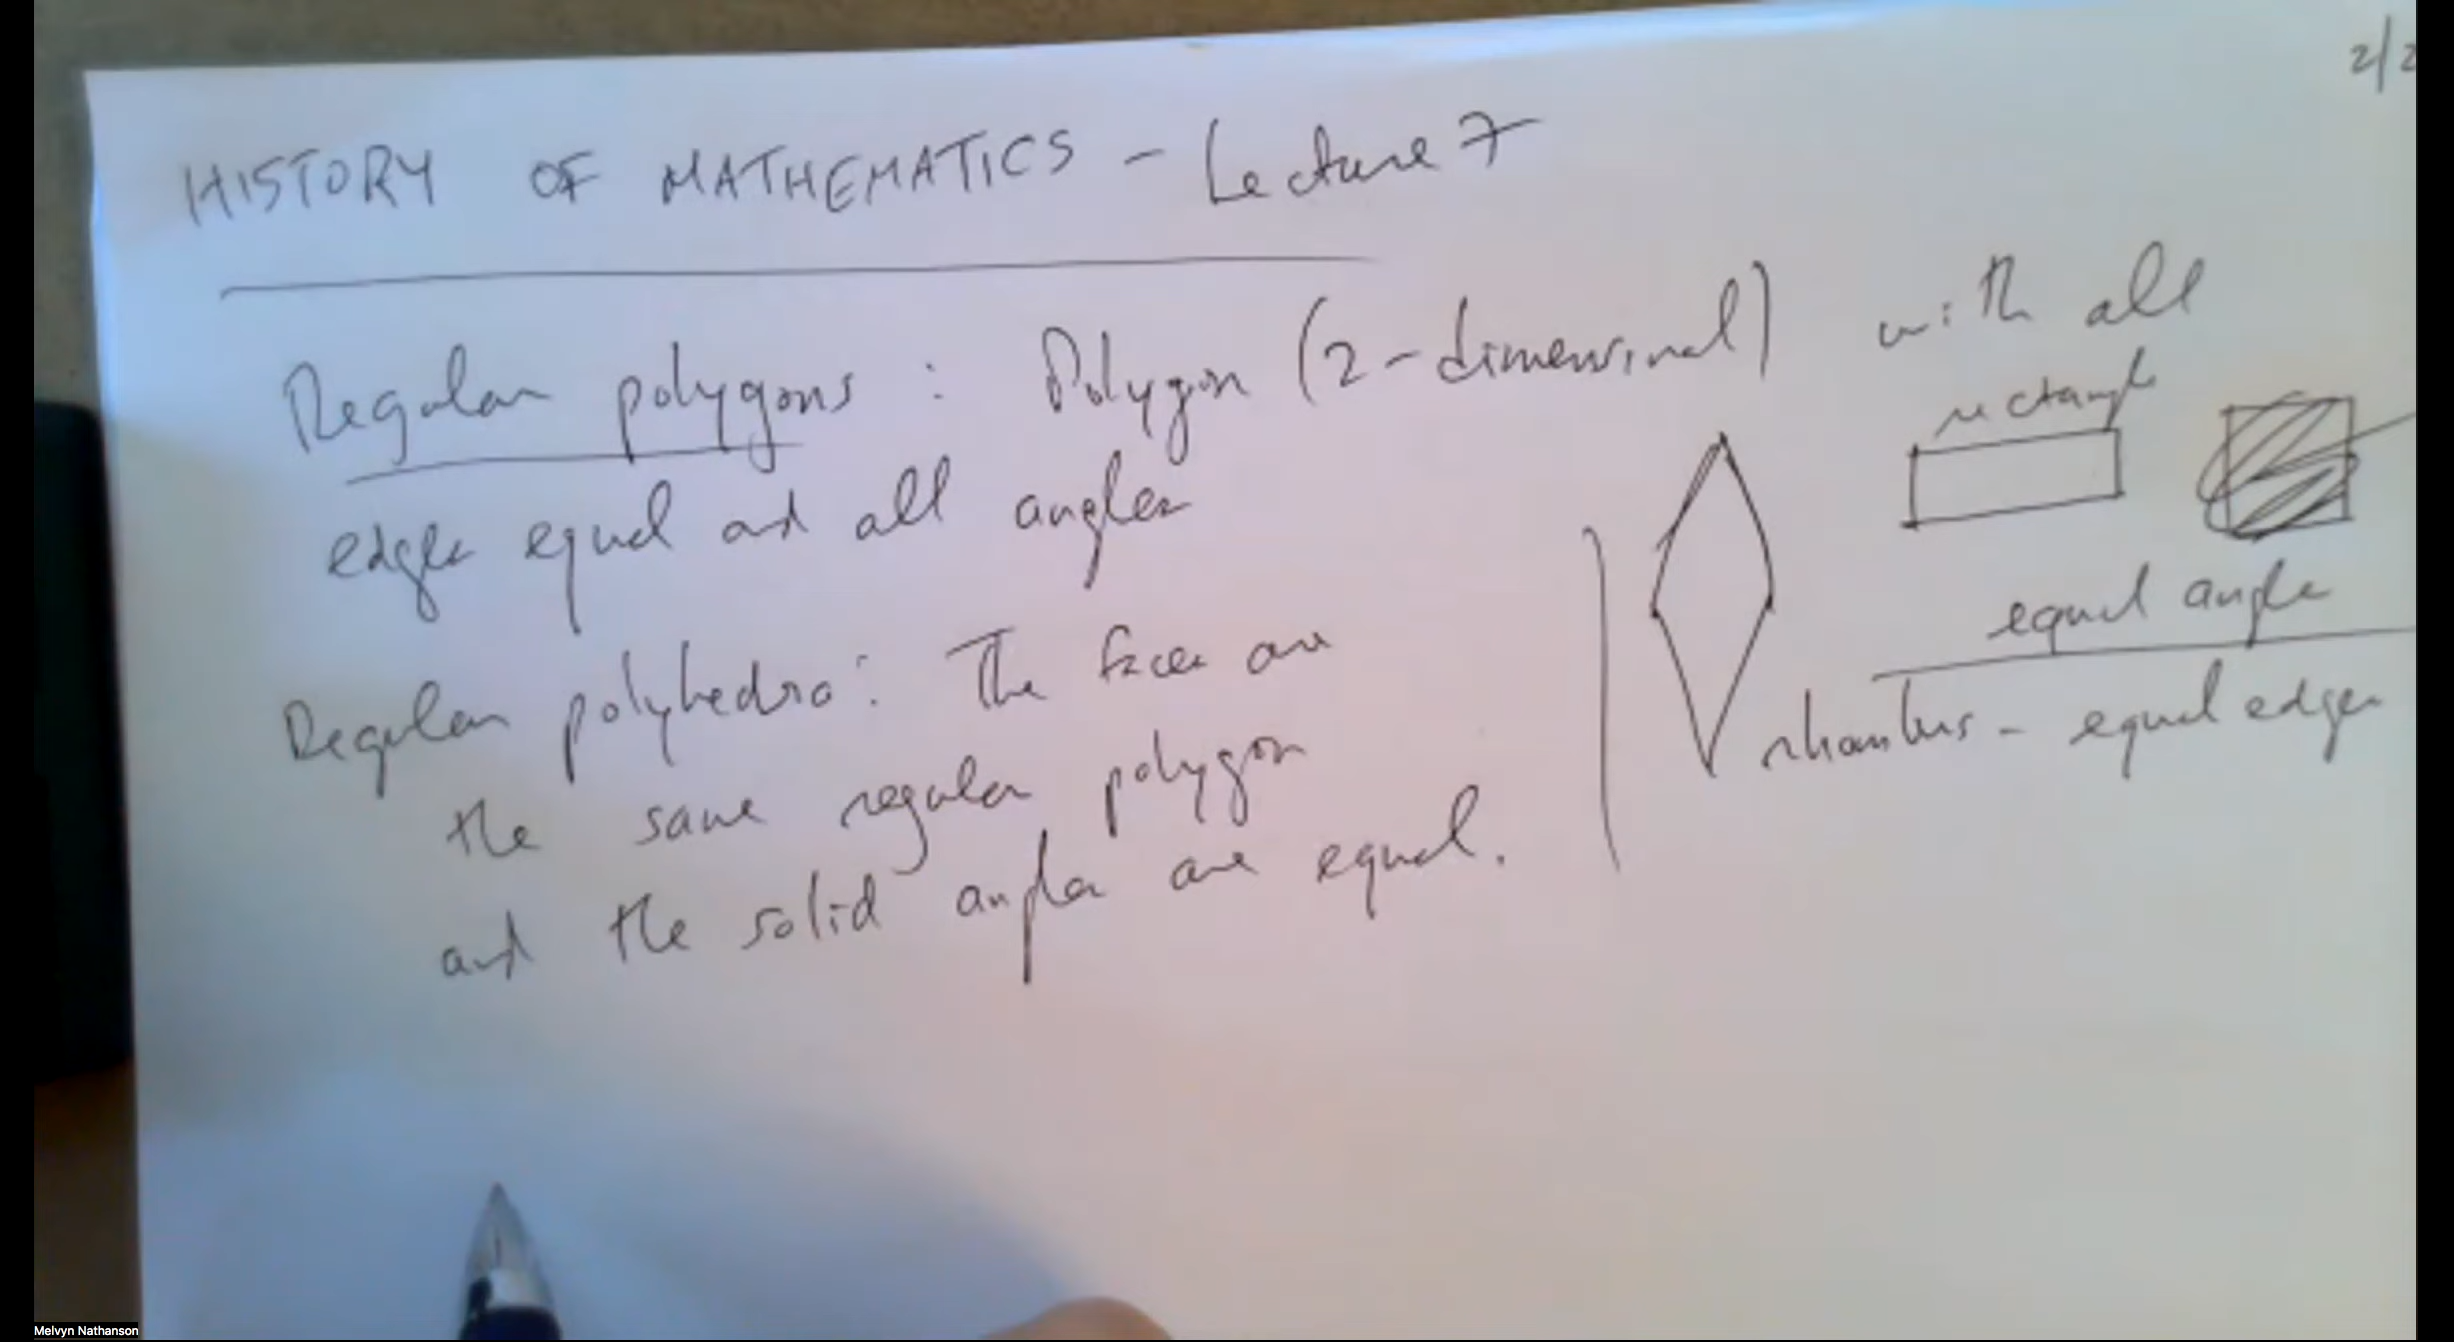 2/2
HISTORY OF MATHEMATICS - Lecture 7
Regular polygons : Polygon (2-dimensional) with all
edges equal and all angles
Regular polyhedra: The faces are
the same regular polygon
and the solid angles are equal.
rectangle
equal angle
rhombus - equal edges
Melvyn Nathanson